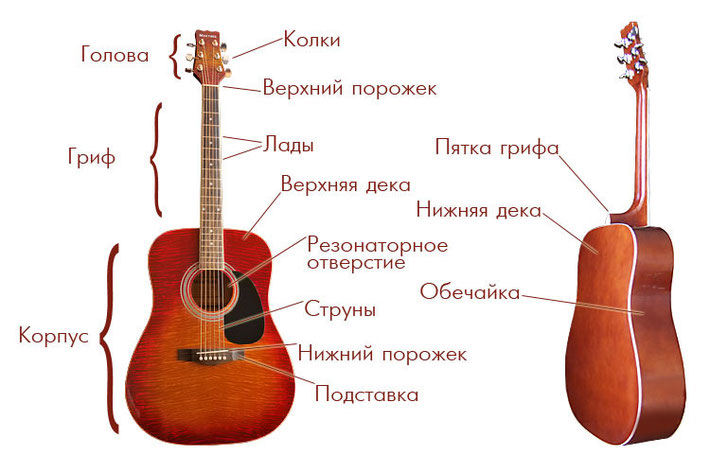 Голова
Колки
Верхний порожек
Гриф
Лады
Верхняя дека
Резонаторное
отверстие
Корпус
Струны
Нижний порожек
Подставка
Пятка грифа
Нижняя дека
Обечайка